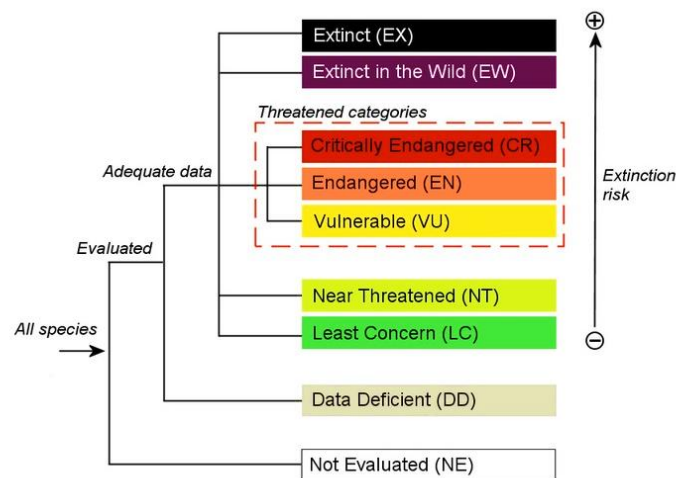 Extinct (EX)
Extinct in the Wild (EW)
Threatened categories
Critically Endangered (CR)
Adequate data
Endangered (EN)
Extinction
risk
Vulnerable (VU)
Evaluated
Near Threatened (NT)
All species
Least Concern (LC)
Data Deficient (DD)
Not Evaluated (NE)